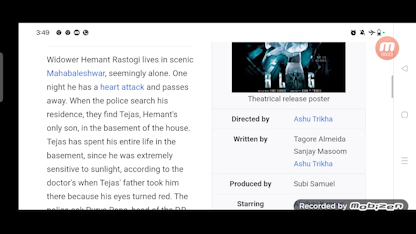 3:49
Widower Hemant Rastogi lives in scenic
Mahabaleshwar, seemingly alone. One
night he has a heart attack and passes
away. When the police search his
residence, they find Tejas, Hemant's
only son, in the basement of the house.
Tejas has spent his entire life in the
basement, since he was extremely
sensitive to sunlight, according to the
doctor's when Tejas' father took him
there because his eyes turned red. The
Theatrical release poster
Directed by Ashu Trikha
Written by Tagore Almeida
Sanjay Masoom
Ashu Trikha
Produced by Subi Samuel
Starring
Recorded by Mobizen